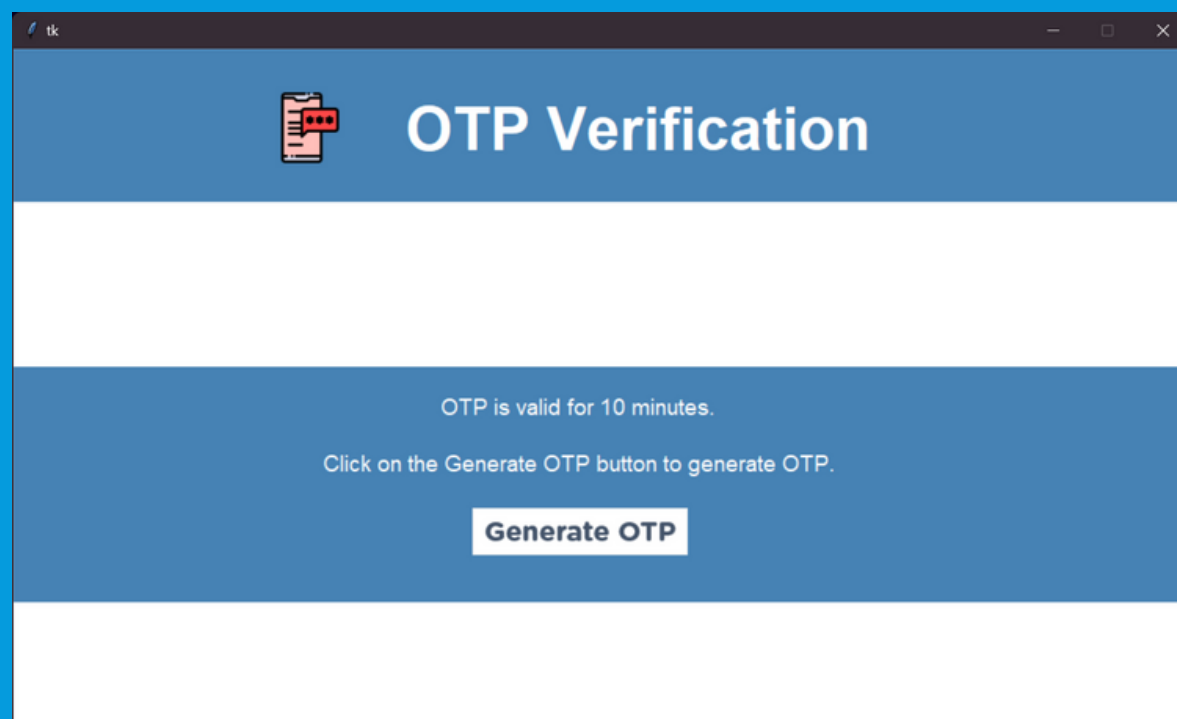 tk
OTP Verification
OTP is valid for 10 minutes.
Click on the Generate OTP button to generate OTP.
Generate OTP